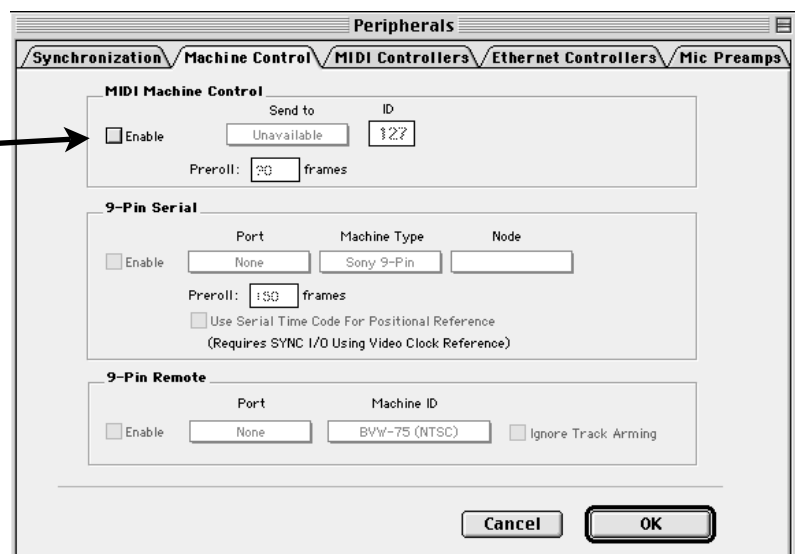 Peripherals
Synchronization Machine Control MIDI Controllers Ethernet Controllers Mic Preamps
MIDI Machine Control
Send to ID
Enable Unavailable 127
Preroll: frames
9-Pin Serial
Port Machine Type Node
Enable None Sony 9-Pin
Preroll: 150 frames
Use Serial Time Code For Positional Reference
(Requires SYNC I/O Using Video Clock Reference)
9-Pin Remote
Port Machine ID
Enable None BVW-75 (NTSC) Ignore Track Arming
Cancel OK